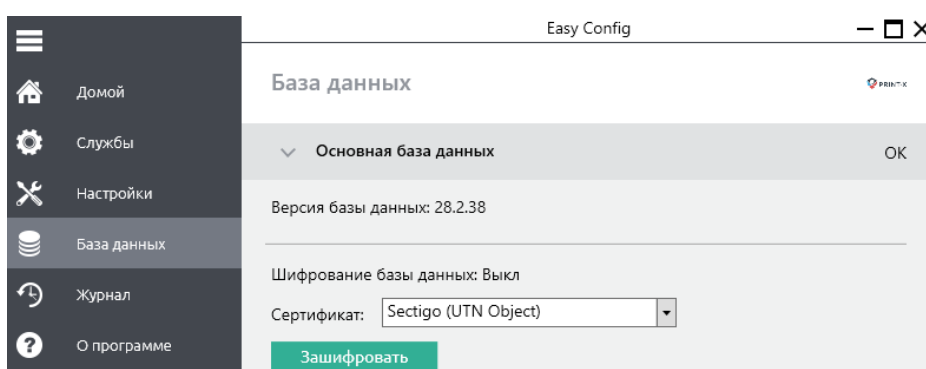 Easy Config
Домой
Службы
Настройки
База данных
Журнал
О программе
База данных
PRINT-X
Основная база данных OK
Версия базы данных: 28.2.38
Шифрование базы данных: Выкл
Сертификат: Sectigo (UTN Object)
Зашифровать